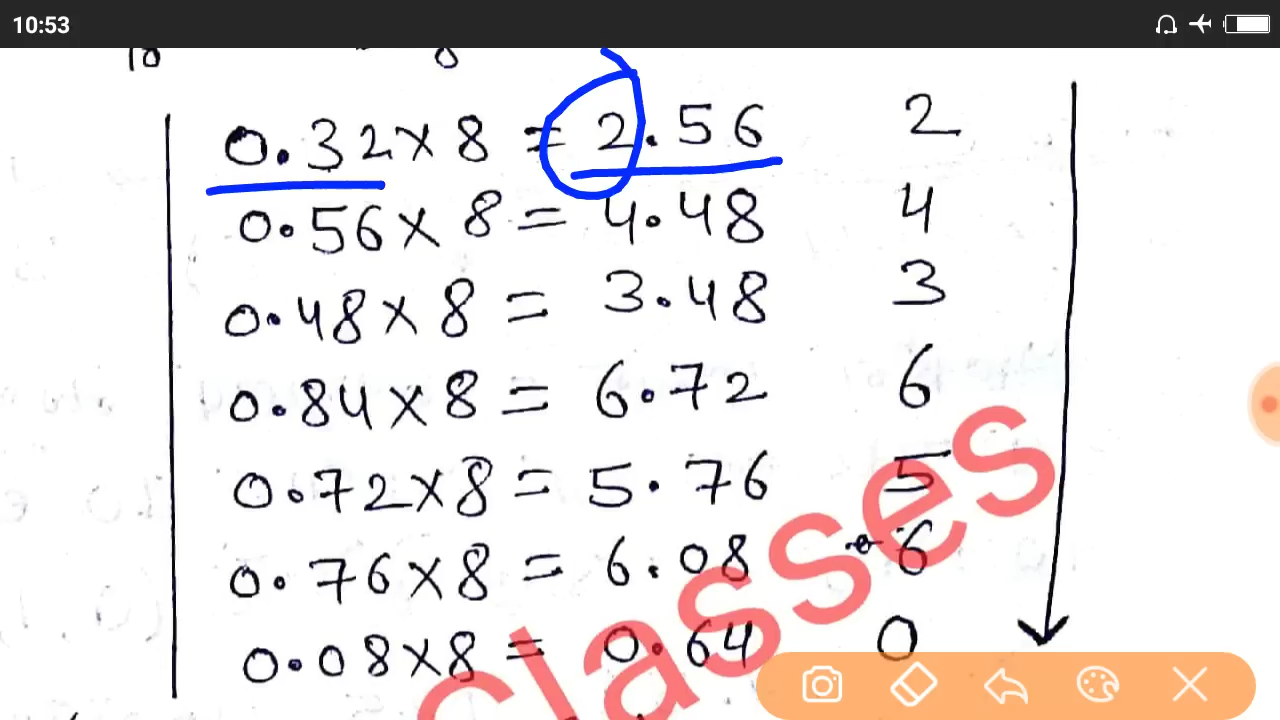 10:53
10 8
0.32×8 = 2.56 2
0.56×8 = 4.48 4
0.48×8 = 3.48 3
0.84×8 = 6.72 6
0.72×8 = 5.76 5
0.76×8 = 6.08 6
0.08×8 = 0.64 0
classes